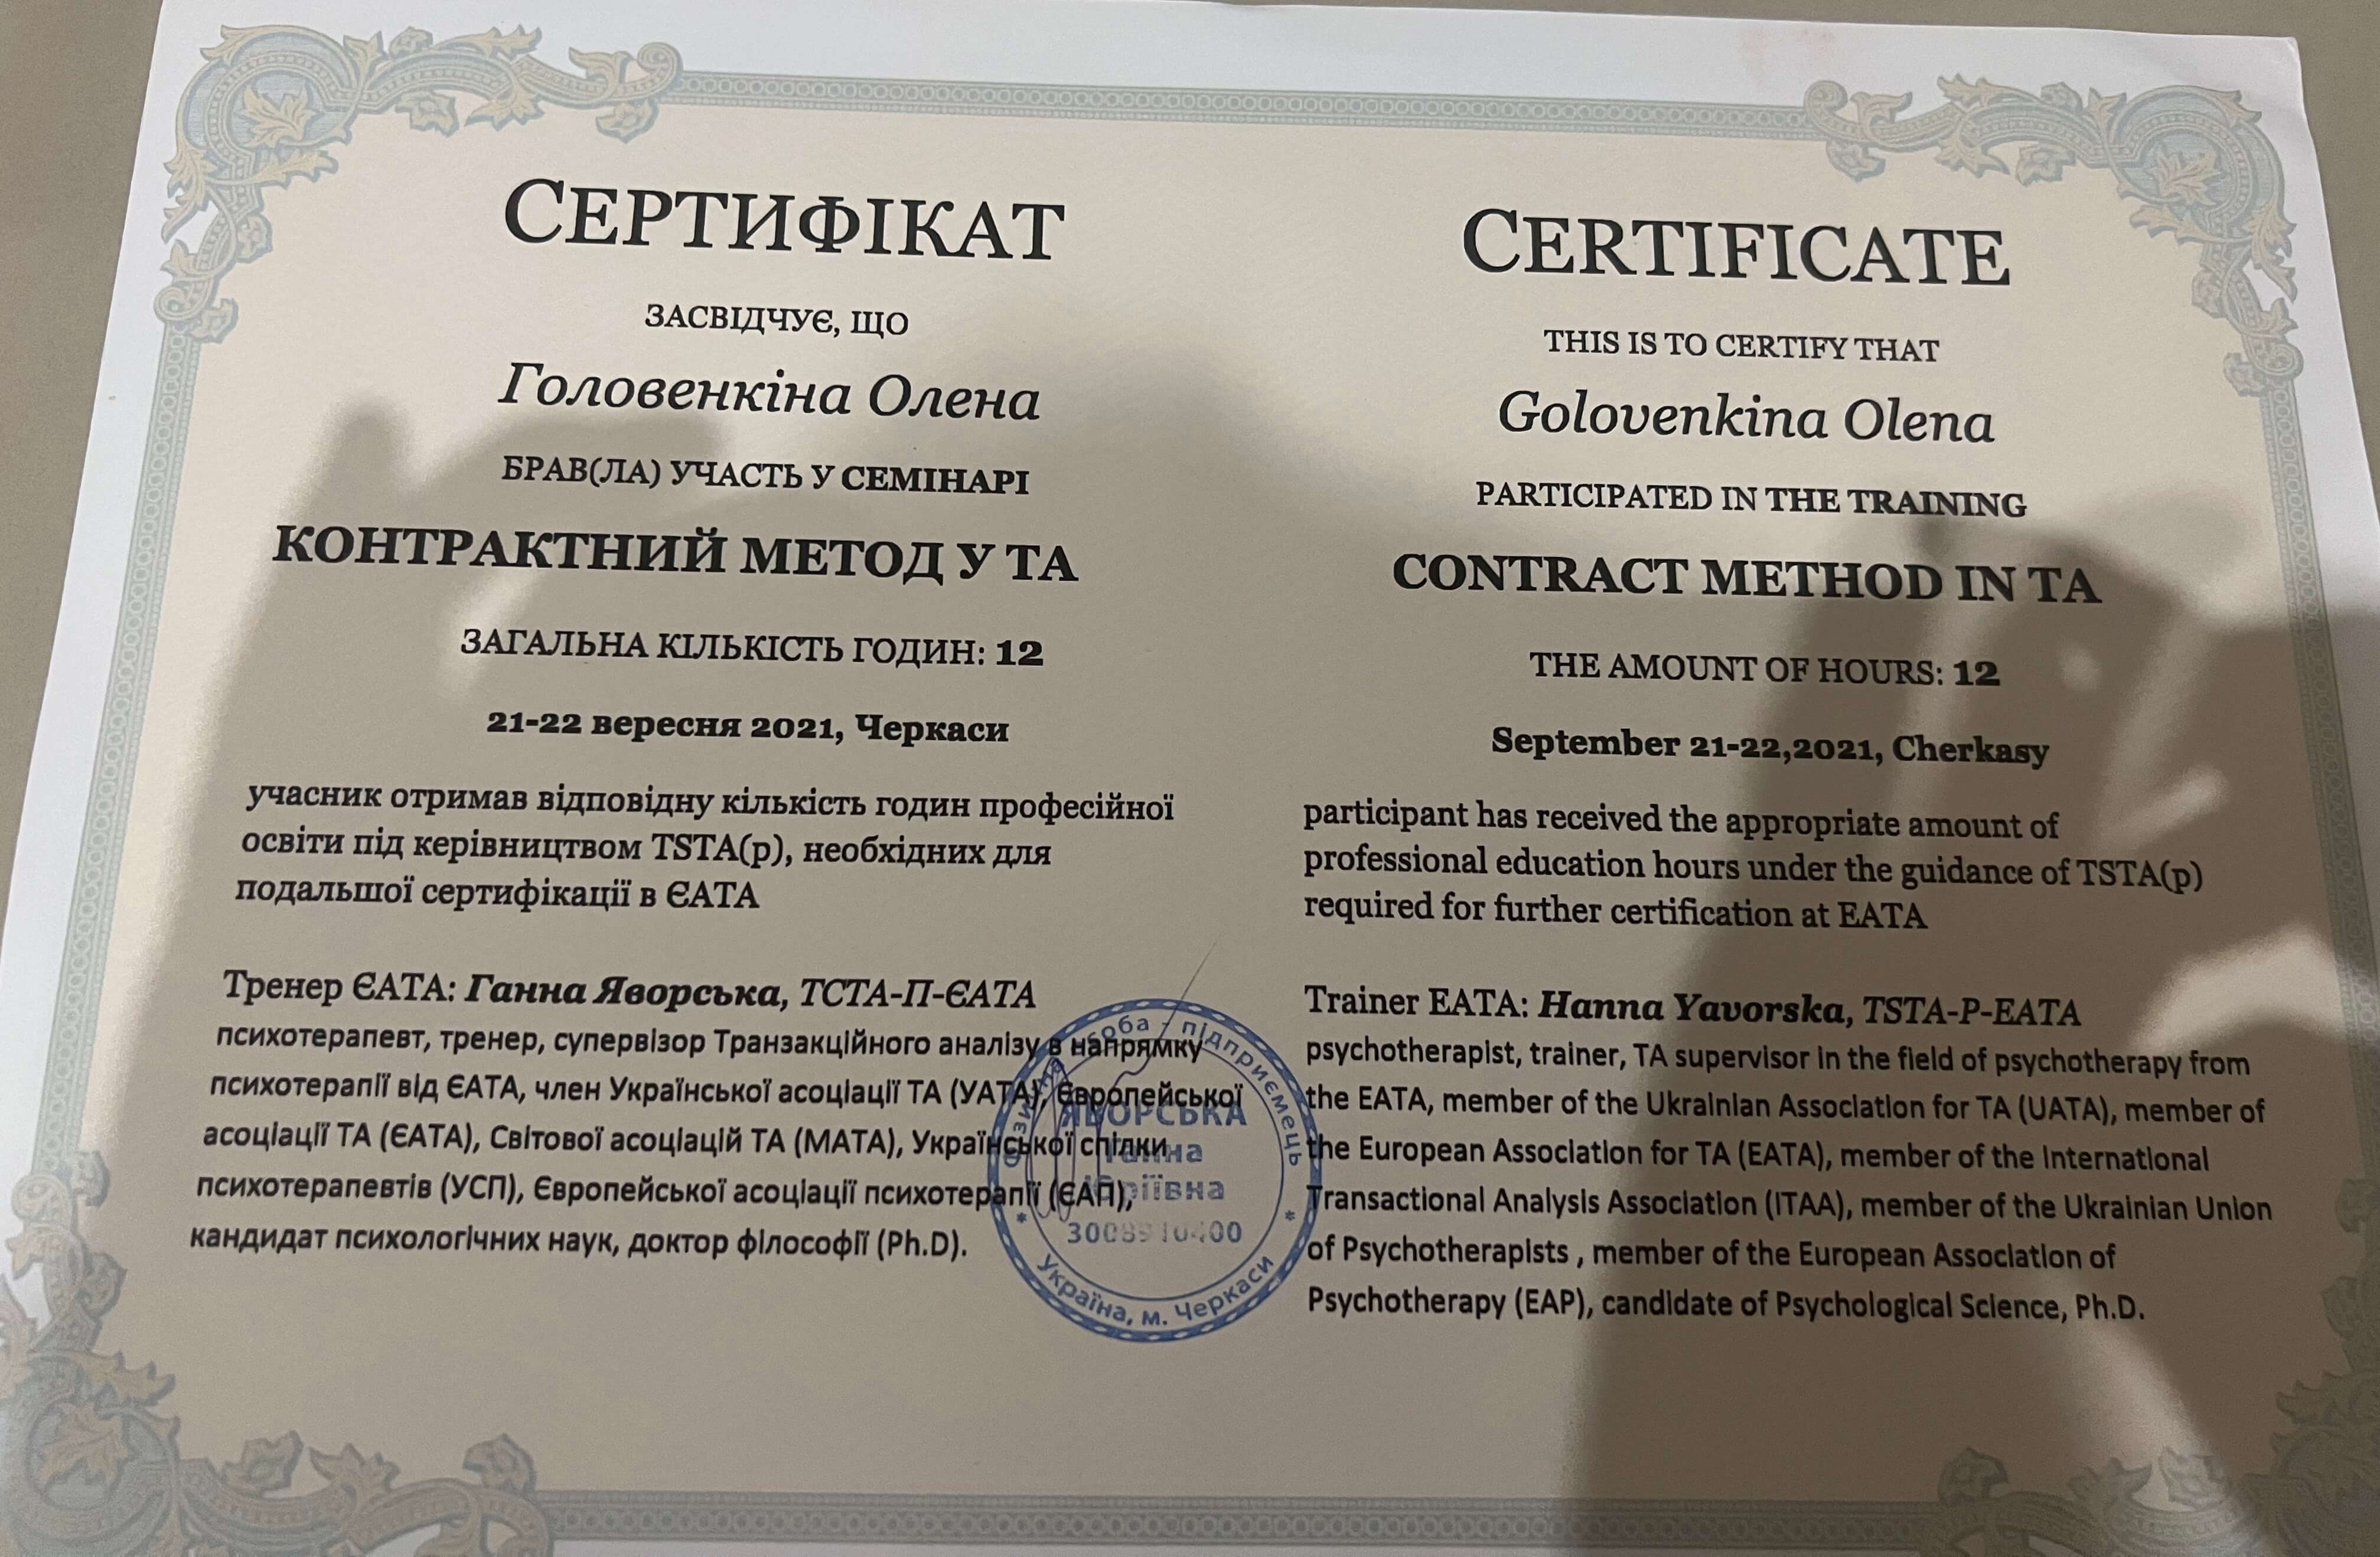 СЕРТИФІКАТ
ЗАСВІДЧУЄ, ЩО
Головенкіна Олена
БРАВ(ЛА) УЧАСТЬ У СЕМІНАРІ
КОНТРАКТНИЙ МЕТОД У ТА
ЗАГАЛЬНА КІЛЬКІСТЬ ГОДИН: 12
21-22 вересня 2021, Черкаси
учасник отримав відповідну кількість годин професійної
освіти під керівництвом TSTA(p), необхідних для
подальшої сертифікації в ЄАТА
Тренер ЄАТА: Ганна Яворська, ТСТА-П-ЄАТА
психотерапевт, тренер, супервізор Транзакційного аналізу в напрямку
психотерапії від ЄАТА, член Української асоціації ТА (УАТА), Європейської
асоціації ТА (ЄАТА), Світової асоціацій ТА (МАТА), Української спілки
психотерапевтів (УСП), Європейської асоціації психотерапії (ЄАП),
кандидат психологічних наук, доктор філософії (Ph.D).
CERTIFICATE
THIS IS TO CERTIFY THAT
Golovenkina Olena
PARTICIPATED IN THE TRAINING
CONTRACT METHOD IN TA
THE AMOUNT OF HOURS: 12
September 21-22,2021, Cherkasy
participant has received the appropriate amount of
professional education hours under the guidance of TSTA(p)
required for further certification at EATA
Trainer EATA: Hanna Yavorska, TSTA-P-EATA
psychotherapist, trainer, TA supervisor in the field of psychotherapy from
the EATA, member of the Ukrainian Association for TA (UATA), member of
the European Association for TA (EATA), member of the International
Transactional Analysis Association (ITAA), member of the Ukrainian Union
of Psychotherapists , member of the European Association of
Psychotherapy (EAP), candidate of Psychological Science, Ph.D.
підприємець
ЯВОРСЬКА
Ганна
Юріївна
Україна, м. Черкаси